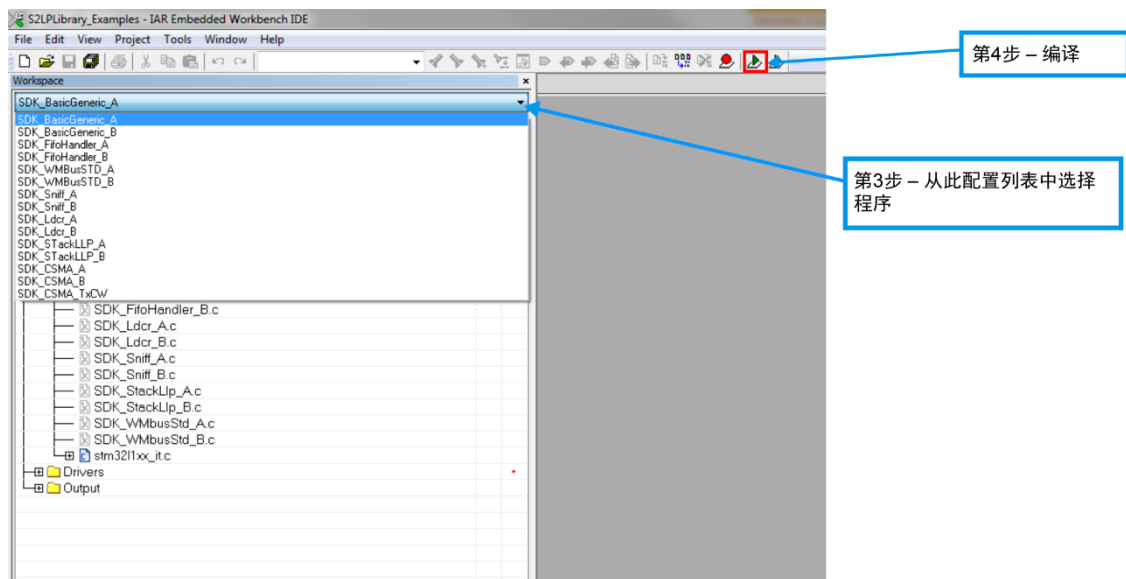 S2LPLibrary_Examples - IAR Embedded Workbench IDE
File Edit View Project Tools Window Help
第4步 – 编译
Workspace
SDK_BasicGeneric_A
SDK_BasicGeneric_A
SDK_BasicGeneric_B
SDK_FifoHandler_A
SDK_FifoHandler_B
SDK_WMBusSTD_A
SDK_WMBusSTD_B
SDK_Sniff_A
SDK_Sniff_B
SDK_Ldcr_A
SDK_Ldcr_B
SDK_STackLLP_A
SDK_STackLLP_B
SDK_CSMA_A
SDK_CSMA_B
SDK_CSMA_TxCW
第3步 – 从此配置列表中选择
程序
SDK_FifoHandler_B.c
SDK_Ldcr_A.c
SDK_Ldcr_B.c
SDK_Sniff_A.c
SDK_Sniff_B.c
SDK_StackLlp_A.c
SDK_StackLlp_B.c
SDK_WMbusStd_A.c
SDK_WMbusStd_B.c
stm32l1xx_it.c
Drivers
Output